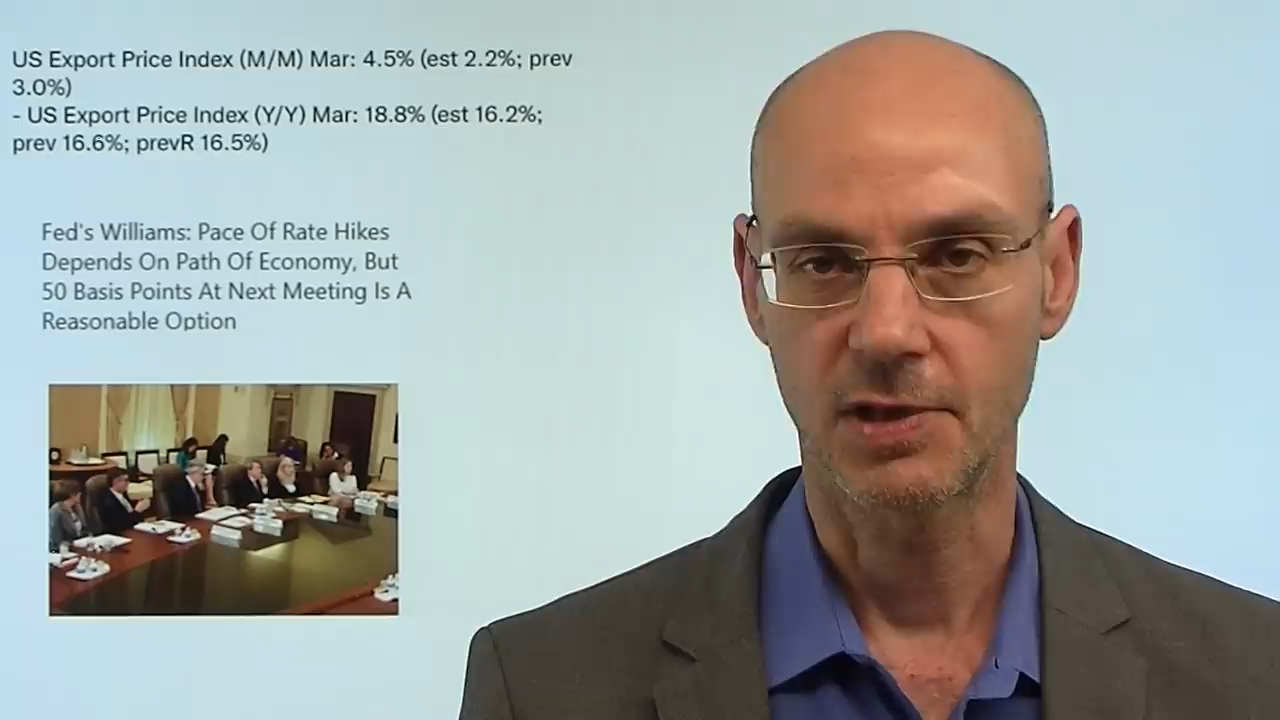 US Export Price Index (M/M) Mar: 4.5% (est 2.2%; prev
3.0%)
- US Export Price Index (Y/Y) Mar: 18.8% (est 16.2%;
prev 16.6%; prevR 16.5%)
Fed's Williams: Pace Of Rate Hikes
Depends On Path Of Economy, But
50 Basis Points At Next Meeting Is A
Reasonable Option